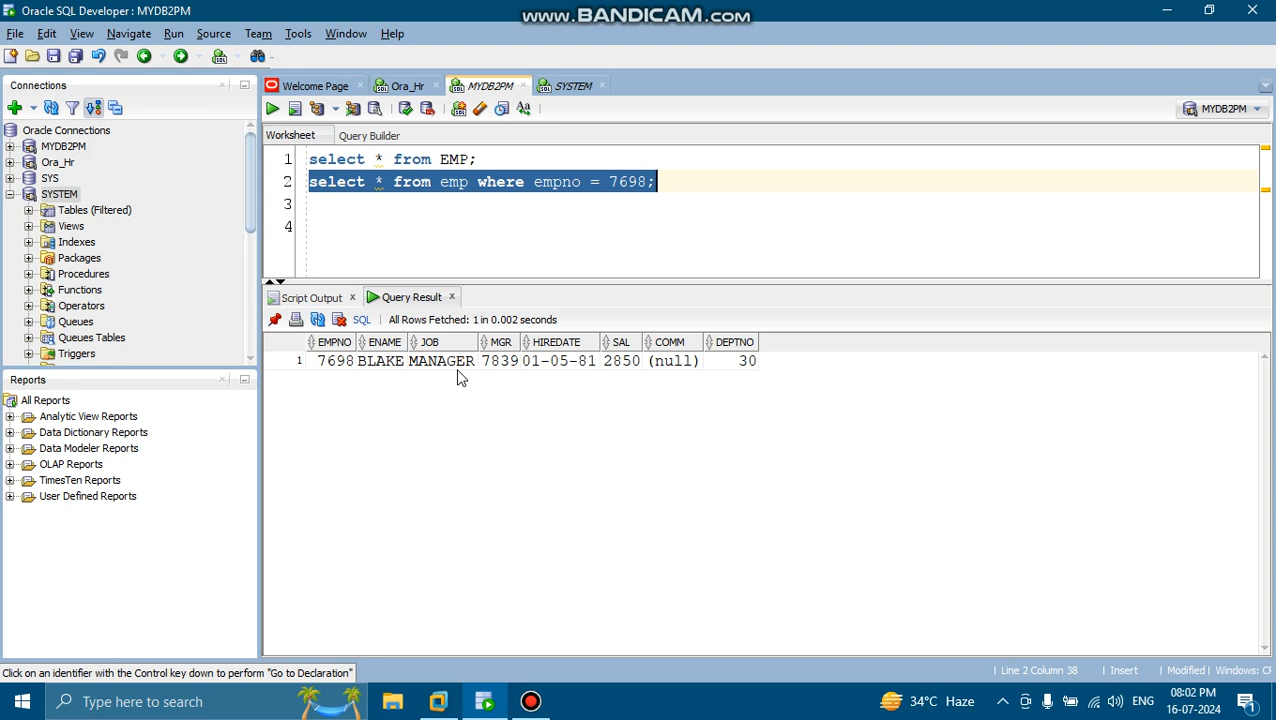 Oracle SQL Developer: MYDB2PM
www.BANDICAM.com
File Edit View Navigate Run Source Team Tools Window Help
Connections
Oracle Connections
MYDB2PM
Ora_Hr
SYS
SYSTEM
Tables (Filtered)
Views
Indexes
Packages
Procedures
Functions
Operators
Queues
Queues Tables
Triggers
Reports
All Reports
Analytic View Reports
Data Dictionary Reports
Data Modeler Reports
OLAP Reports
TimesTen Reports
User Defined Reports
Welcome Page Ora_Hr MYDB2PM SYSTEM
MYDB2PM
Worksheet Query Builder
1 select * from EMP;
2 select * from emp where empno = 7698;
3
4
Script Output Query Result
SQL All Rows Fetched: 1 in 0.002 seconds
EMPNO ENAME JOB MGR HIREDATE SAL COMM DEPTNO
1 7698 BLAKE MANAGER 7839 01-05-81 2850 (null) 30
Click on an identifier with the Control key down to perform "Go to Declaration"
Line 2 Column 38 Insert Modified Windows: CF
Type here to search
34°C Haze
ENG
08:02 PM
16-07-2024
1